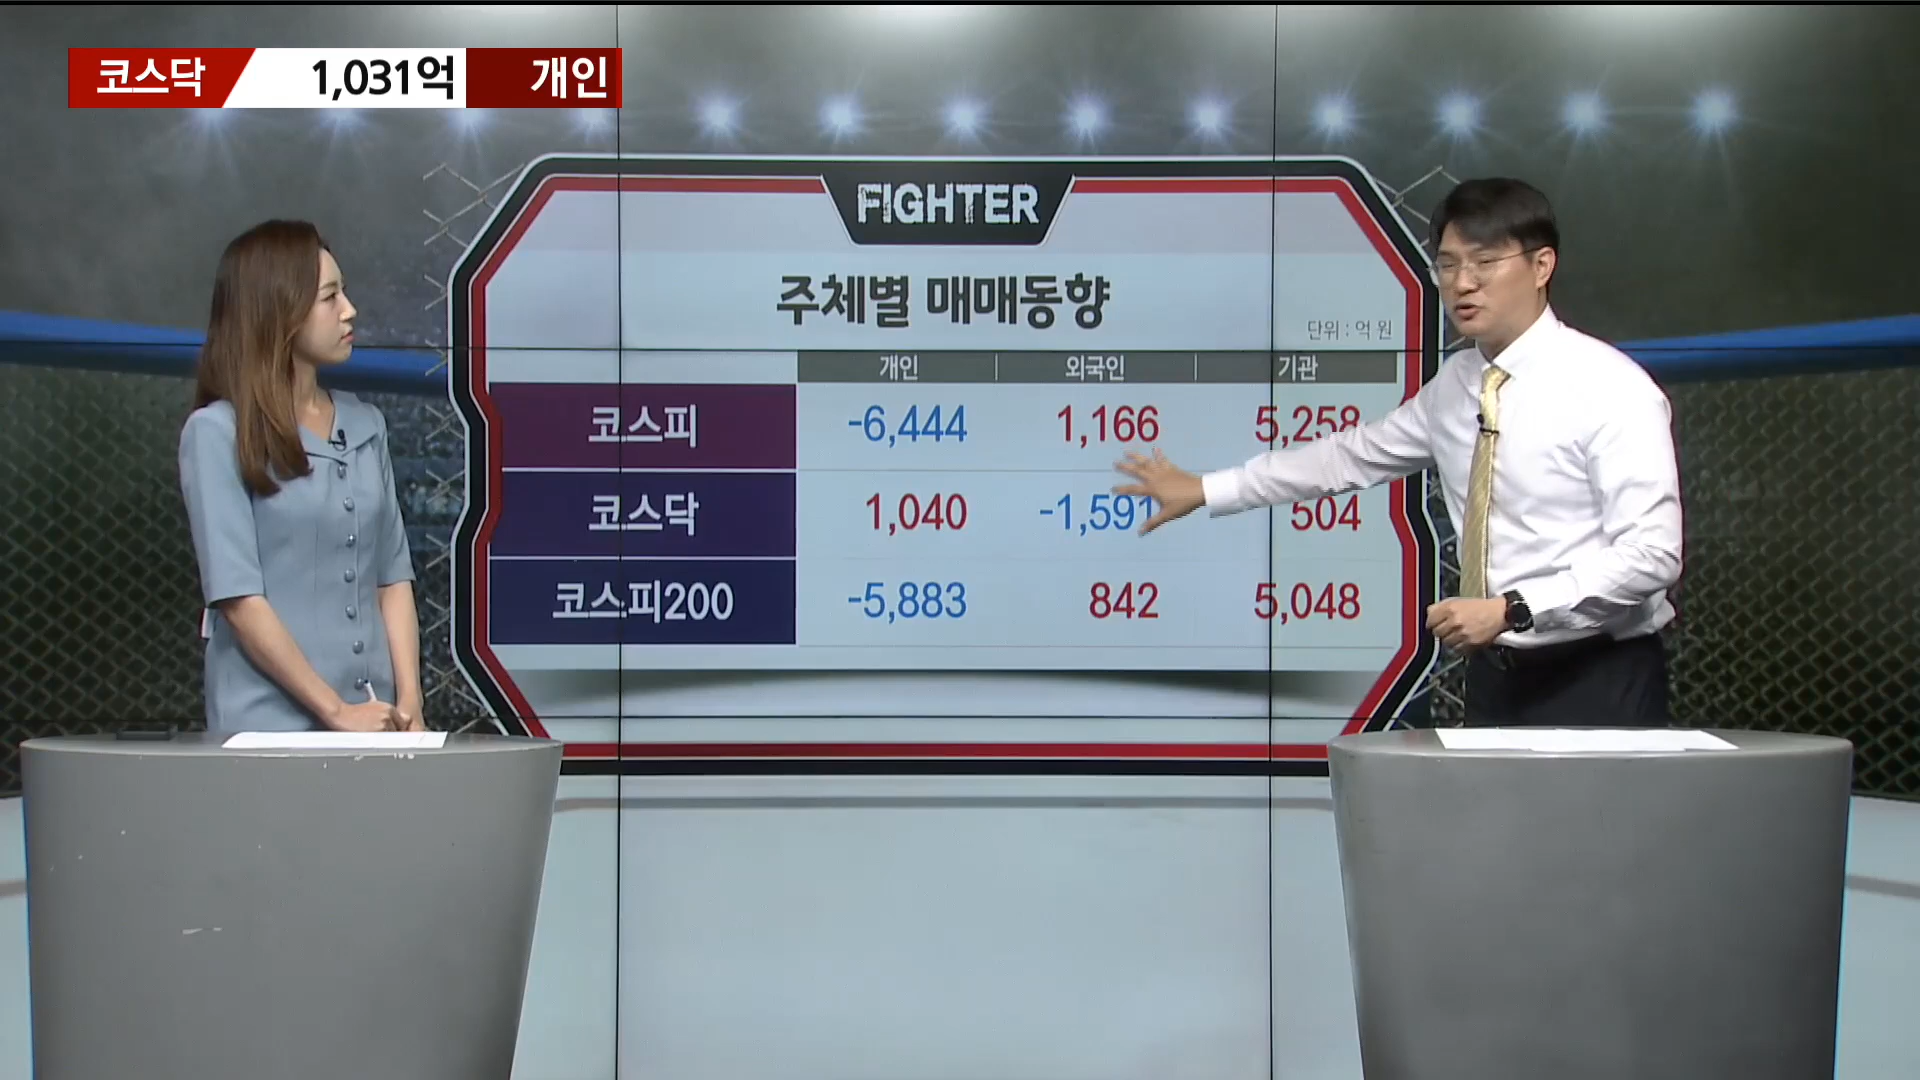 코스닥 1,031억 개인
FIGHTER
주체별 매매동향
단위 : 억 원
개인 외국인 기관
코스피 -6,444 1,166 5,258
코스닥 1,040 -1,591 504
코스피200 -5,883 842 5,048